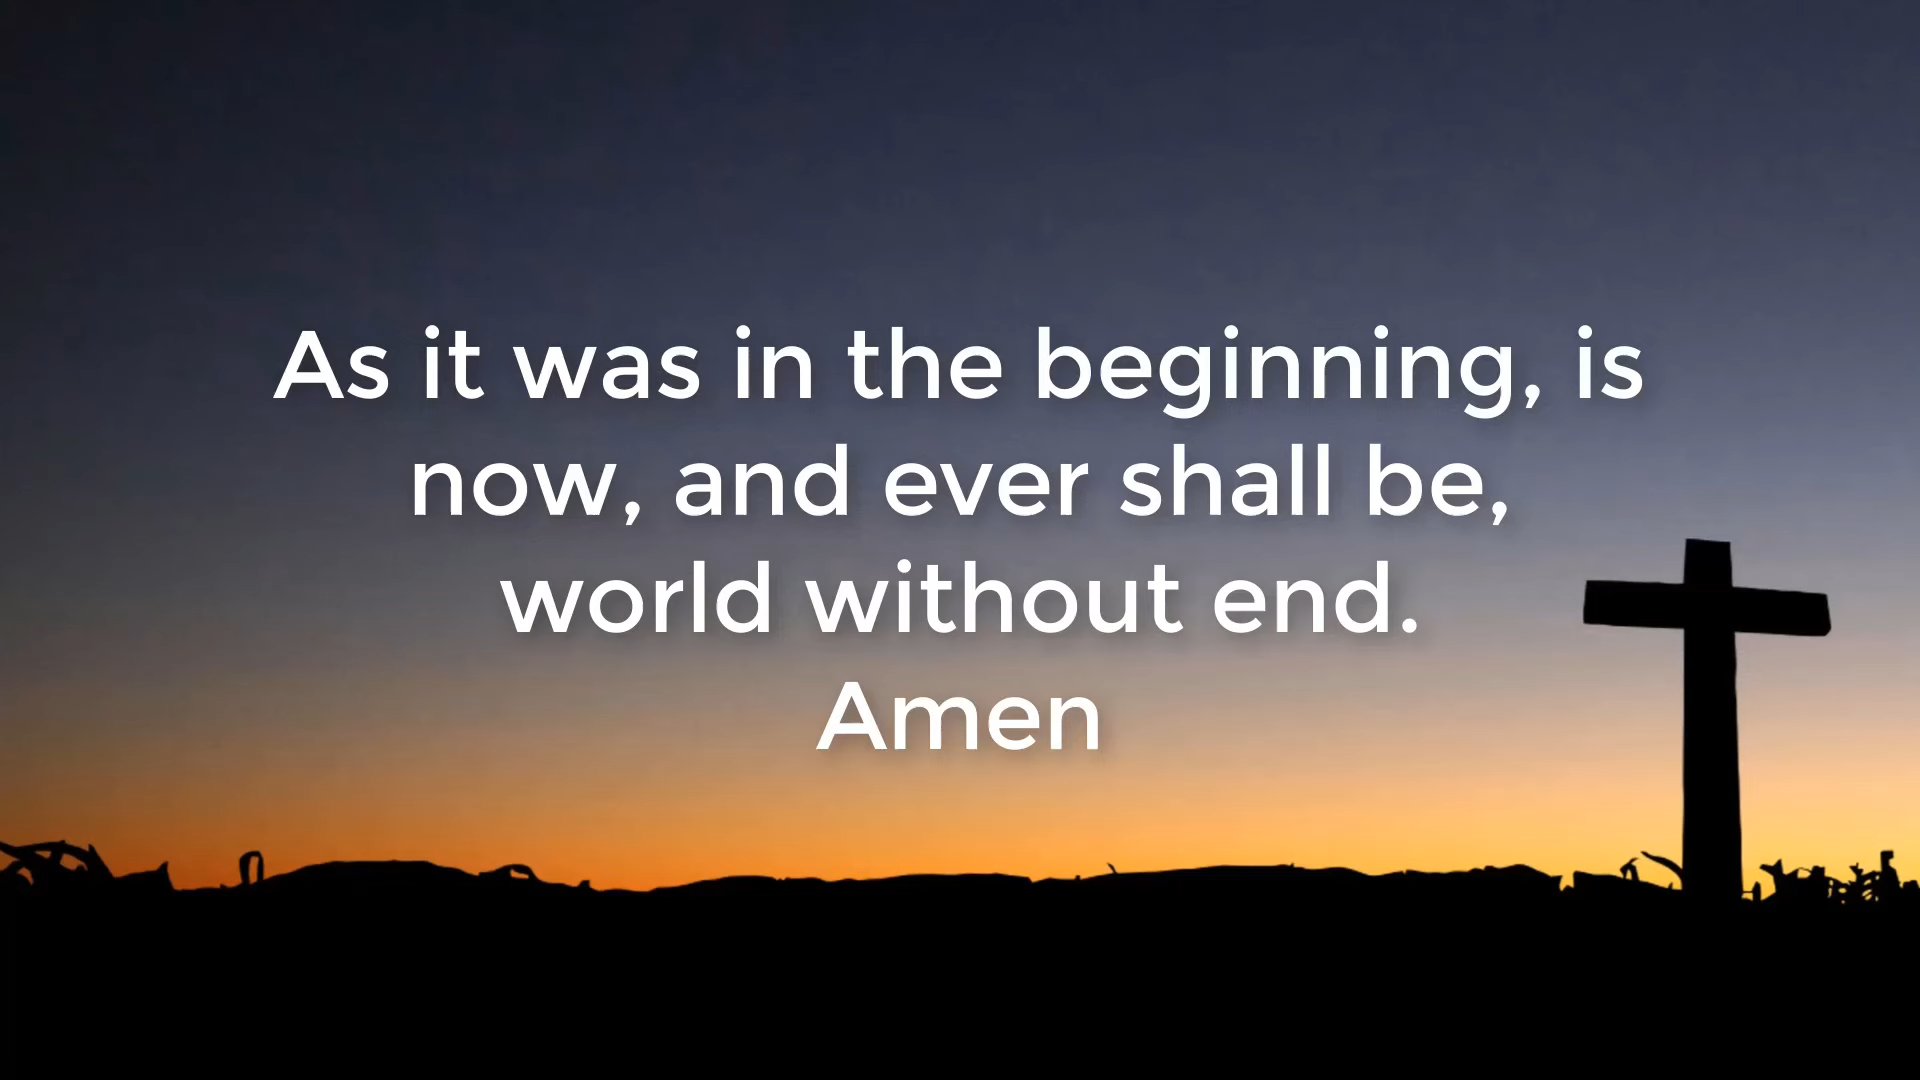 As it was in the beginning, is
now, and ever shall be,
world without end.
Amen